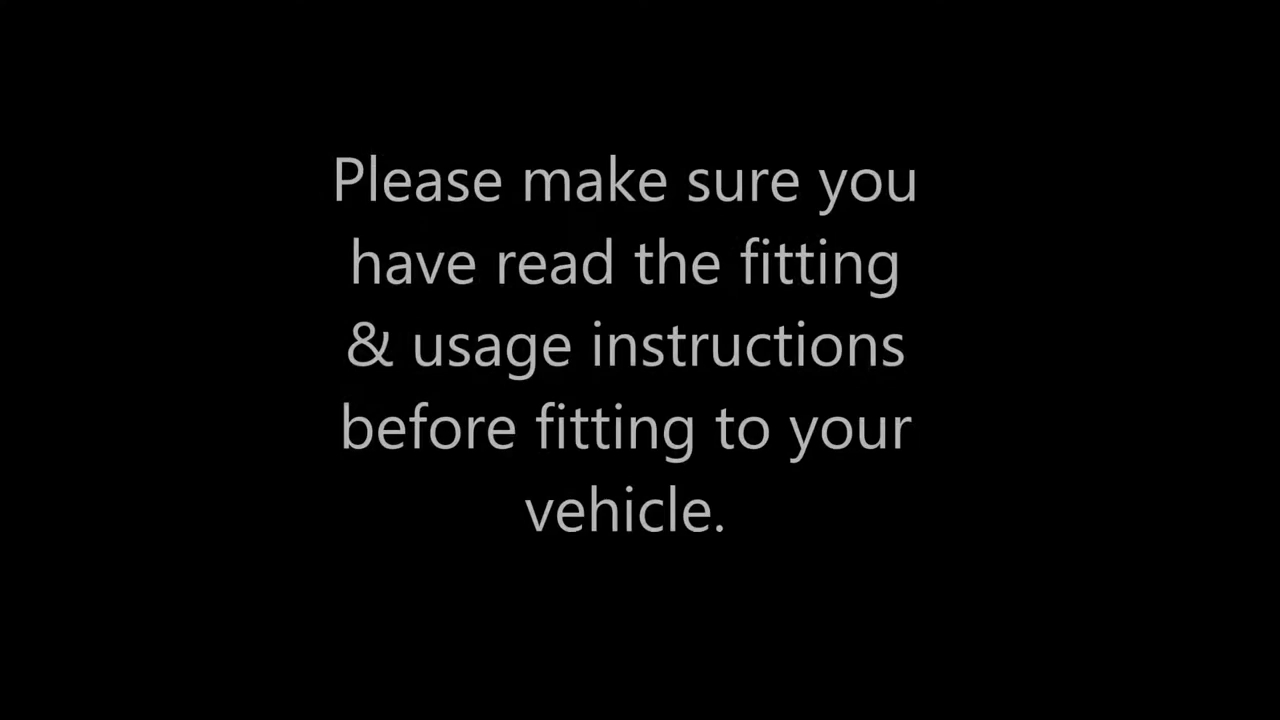 Please make sure you
have read the fitting
& usage instructions
before fitting to your
vehicle.